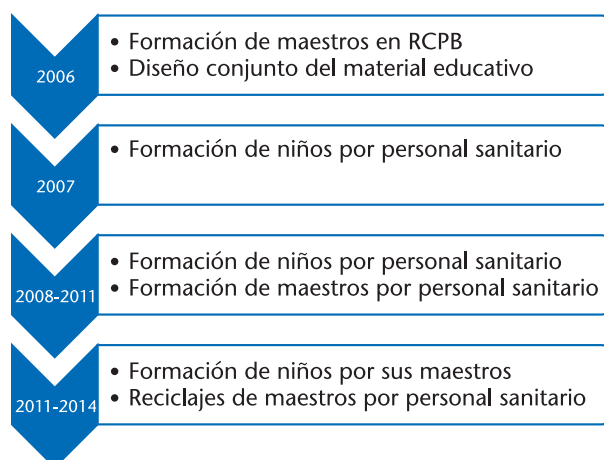 2006
• Formación de maestros en RCPB
• Diseño conjunto del material educativo
2007
• Formación de niños por personal sanitario
2008-2011
• Formación de niños por personal sanitario
• Formación de maestros por personal sanitario
2011-2014
• Formación de niños por sus maestros
• Reciclajes de maestros por personal sanitario